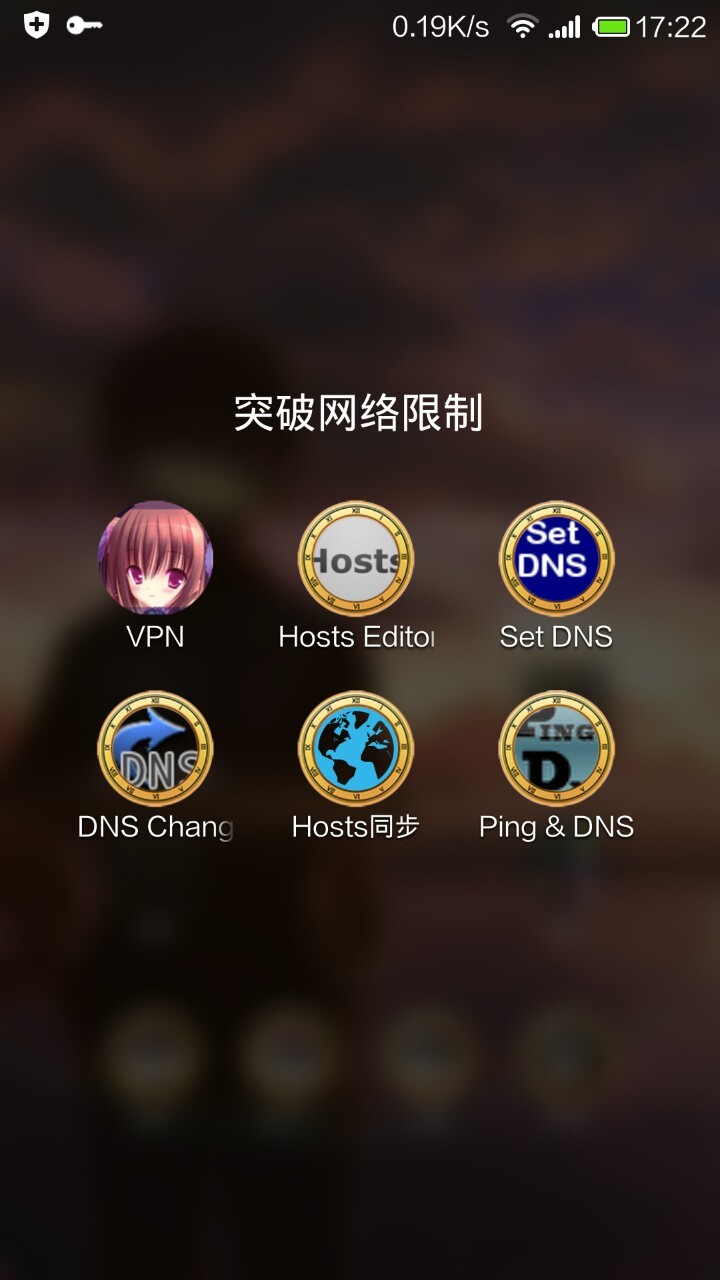 0.19K/s 17:22
突破网络限制
Hosts
Set
DNS
VPN Hosts Editor Set DNS
DNS
PING
D.
DNS Chang Hosts同步 Ping & DNS